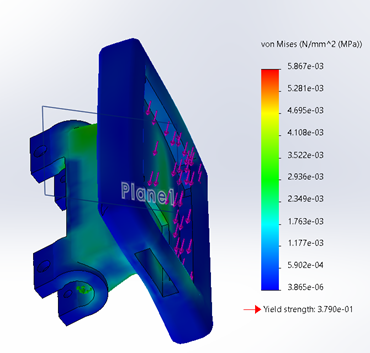 von Mises (N/mm^2 (MPa))
5.867e-03
5.281e-03
4.695e-03
4.108e-03
3.522e-03
2.936e-03
2.349e-03
1.763e-03
1.177e-03
5.902e-04
3.865e-06
Yield strength: 3.790e-01
Plane1